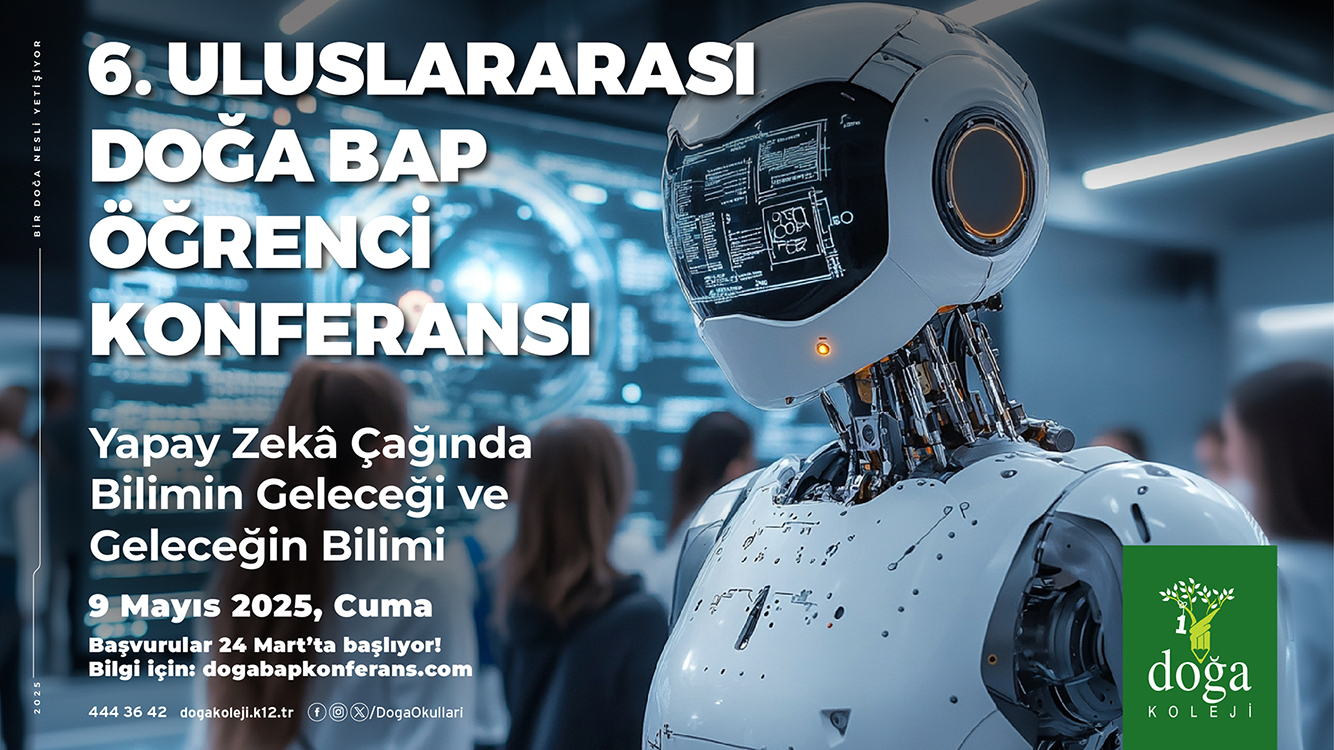 6. ULUSLARARASI
DOĞA BAP
ÖĞRENCİ
KONFERANSI
Yapay Zekâ Çağında
Bilimin Geleceği ve
Geleceğin Bilimi
9 Mayıs 2025, Cuma
Başvurular 24 Mart’ta başlıyor!
Bilgi için: dogabapkonferans.com
444 36 42 dogakoleji.k12.tr /DogaOkullari
BİR DOĞA NESLİ YETİŞİYOR
2025
doğa
KOLEJİ